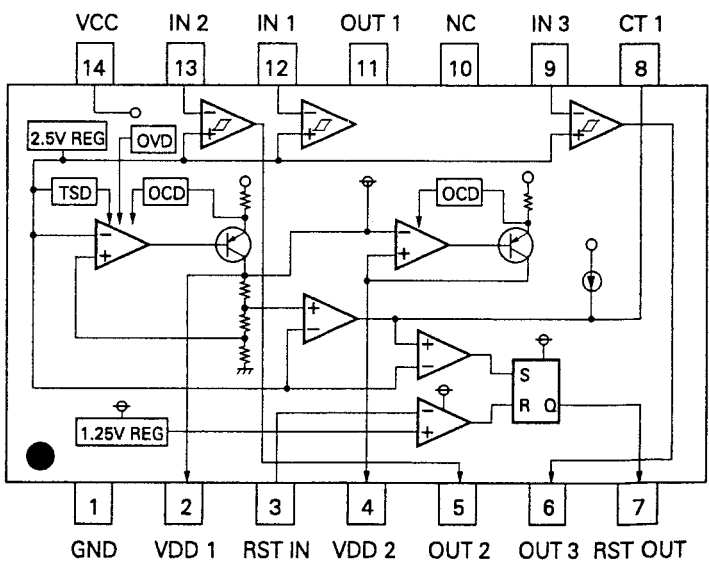 VCC IN 2 IN 1 OUT 1 NC IN 3 CT 1
14 13 12 11 10 9 8
2.5V REG OVD
TSD OCD OCD
− + − + − +
− + − +
+ −
+ −
S
R Q
− +
1.25V REG
1 2 3 4 5 6 7
GND VDD 1 RST IN VDD 2 OUT 2 OUT 3 RST OUT